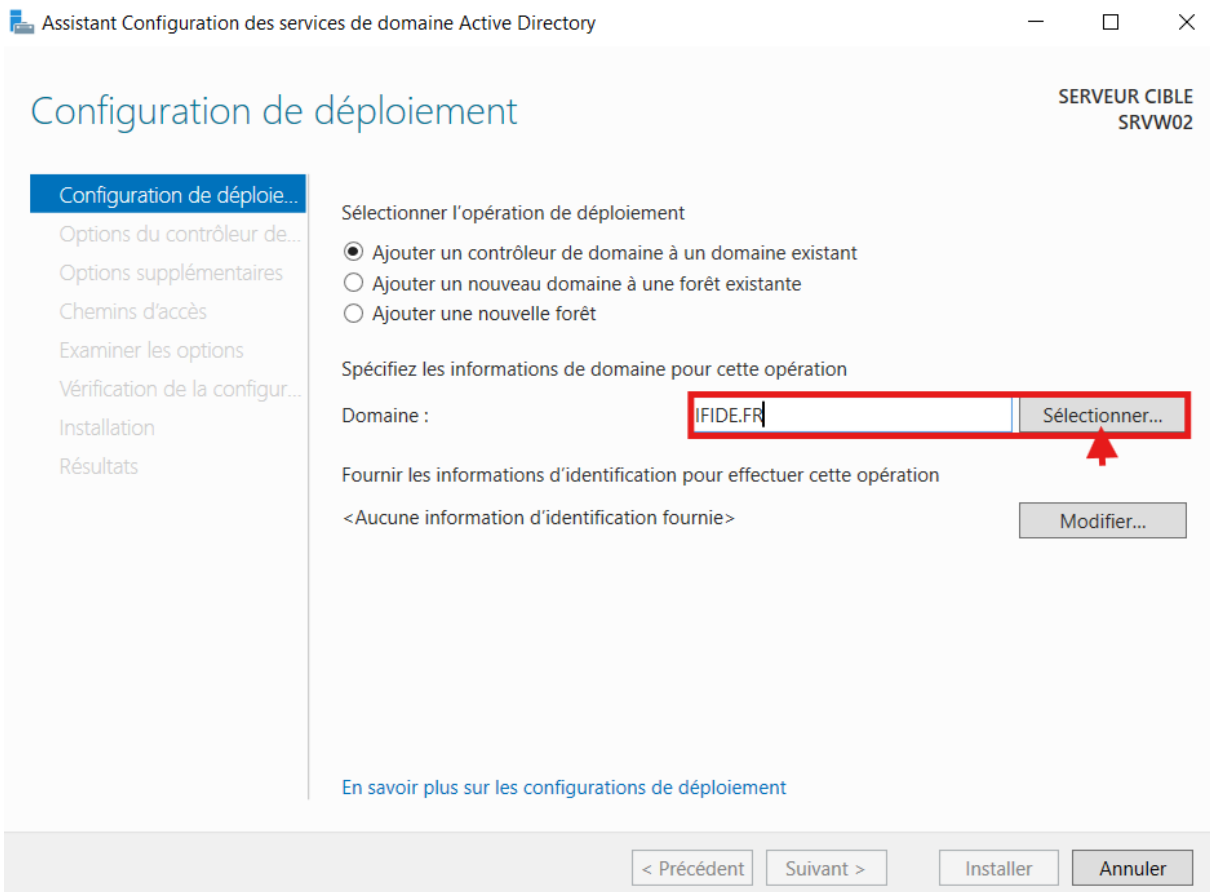 Assistant Configuration des services de domaine Active Directory
Configuration de déploiement
SERVEUR CIBLE
SRVW02
Configuration de déploie...
Options du contrôleur de...
Options supplémentaires
Chemins d’accès
Examiner les options
Vérification de la configur...
Installation
Résultats
Sélectionner l’opération de déploiement
Ajouter un contrôleur de domaine à un domaine existant
Ajouter un nouveau domaine à une forêt existante
Ajouter une nouvelle forêt
Spécifiez les informations de domaine pour cette opération
Domaine : IFIDE.FR Sélectionner...
Fournir les informations d’identification pour effectuer cette opération
<Aucune information d’identification fournie> Modifier...
En savoir plus sur les configurations de déploiement
< Précédent Suivant > Installer Annuler